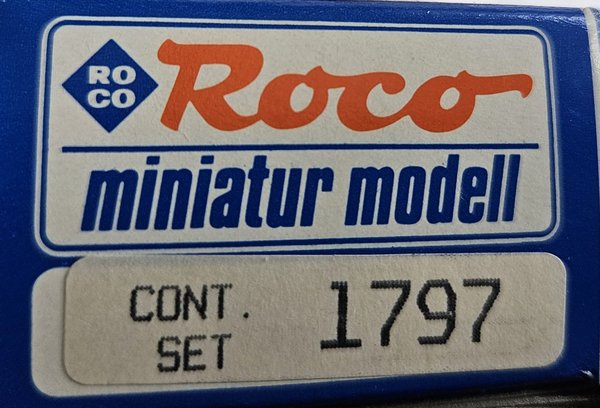 RO
CO
Roco
miniatur modell
CONT.
SET
1797